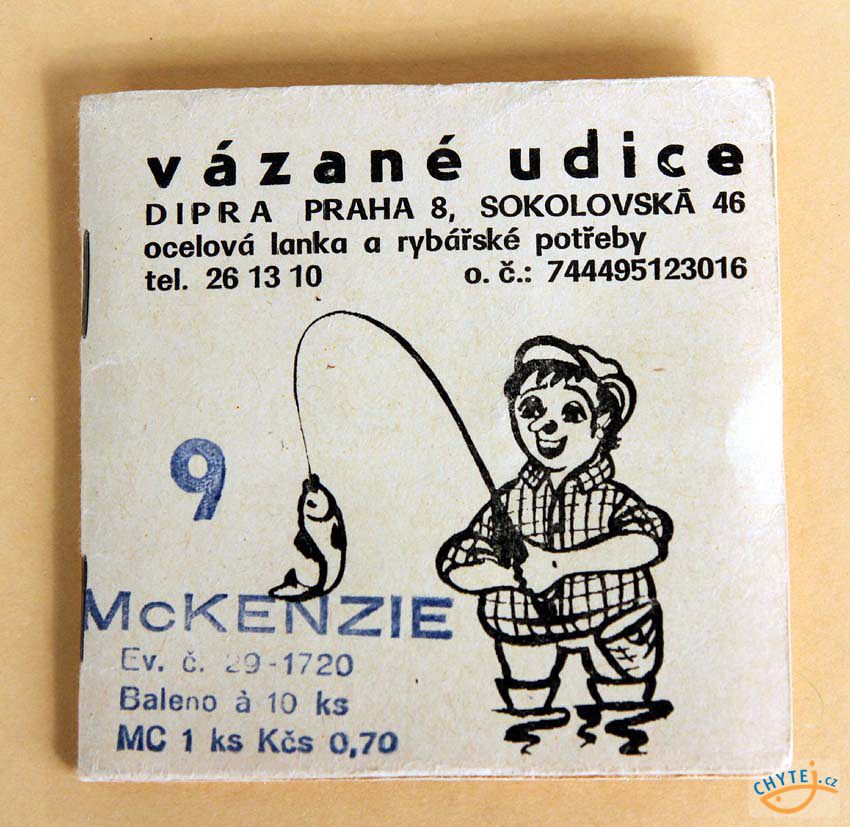 vázané udice
DIPRA PRAHA 8, SOKOLOVSKÁ 46
ocelová lanka a rybářské potřeby
tel. 26 13 10 o. č.: 744495123016
9
McKENZIE
Ev. č. 29-1720
Baleno à 10 ks
MC 1 ks Kčs 0,70
CHYTEJ.CZ